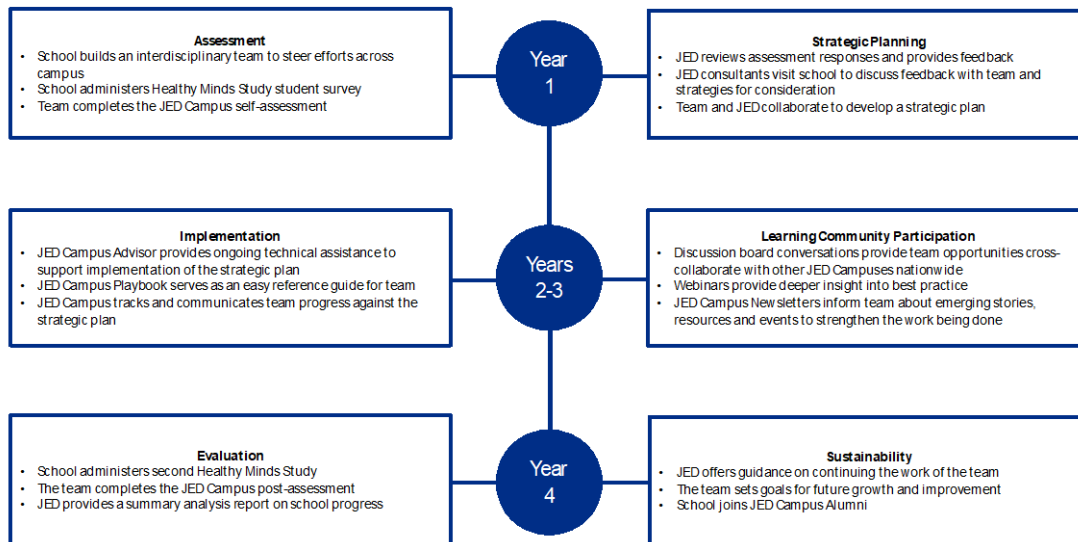 Assessment
• School builds an interdisciplinary team to steer efforts across
campus
• School administers Healthy Minds Study student survey
• Team completes the JED Campus self-assessment
Year
1
Strategic Planning
• JED reviews assessment responses and provides feedback
• JED consultants visit school to discuss feedback with team and
strategies for consideration
• Team and JED collaborate to develop a strategic plan
Implementation
• JED Campus Advisor provides ongoing technical assistance to
support implementation of the strategic plan
• JED Campus Playbook serves as an easy reference guide for team
• JED Campus tracks and communicates team progress against the
strategic plan
Years
2-3
Learning Community Participation
• Discussion board conversations provide team opportunities cross-
collaborate with other JED Campuses nationwide
• Webinars provide deeper insight into best practice
• JED Campus Newsletters inform team about emerging stories,
resources and events to strengthen the work being done
Evaluation
• School administers second Healthy Minds Study
• The team completes the JED Campus post-assessment
• JED provides a summary analysis report on school progress
Year
4
Sustainability
• JED offers guidance on continuing the work of the team
• The team sets goals for future growth and improvement
• School joins JED Campus Alumni